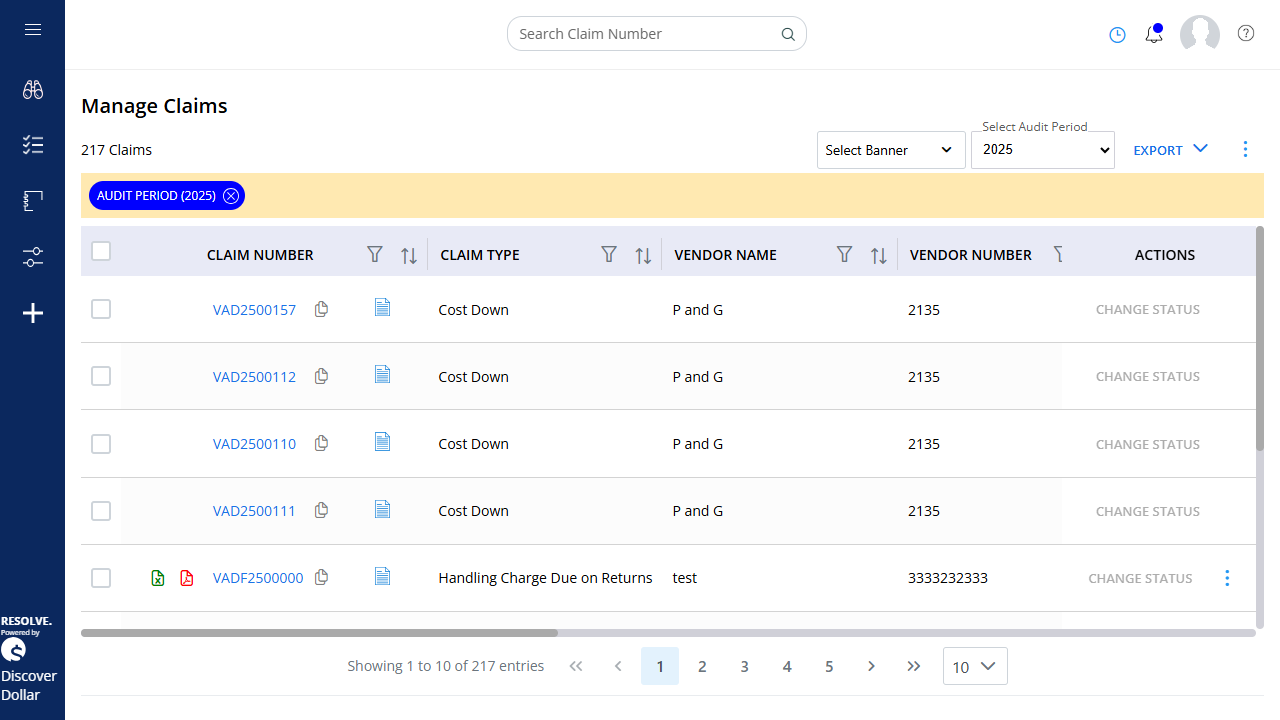 Search Claim Number
Manage Claims
217 Claims
Select Banner
Select Audit Period
2025
EXPORT
AUDIT PERIOD (2025)
CLAIM NUMBER CLAIM TYPE VENDOR NAME VENDOR NUMBER ACTIONS
VAD2500157 Cost Down P and G 2135 CHANGE STATUS
VAD2500112 Cost Down P and G 2135 CHANGE STATUS
VAD2500110 Cost Down P and G 2135 CHANGE STATUS
VAD2500111 Cost Down P and G 2135 CHANGE STATUS
VADF2500000 Handling Charge Due on Returns test 3333232333 CHANGE STATUS
Showing 1 to 10 of 217 entries 1 2 3 4 5 10
RESOLVE.
Powered by
Discover
Dollar